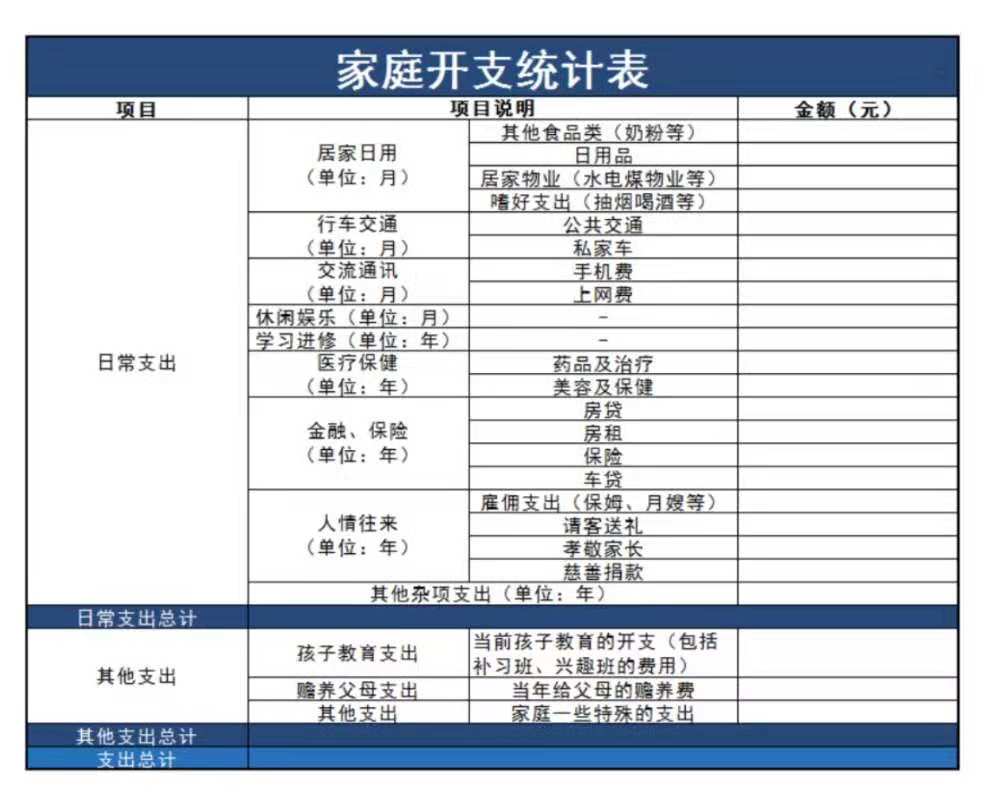 家庭开支统计表
项目 项目说明 金额（元）
日常支出
居家日用
（单位：月）
其他食品类（奶粉等）
日用品
居家物业（水电煤物业等）
嗜好支出（抽烟喝酒等）
行车交通
（单位：月）
公共交通
私家车
交流通讯
（单位：月）
手机费
上网费
休闲娱乐（单位：月） -
学习进修（单位：年） -
医疗保健
（单位：年）
药品及治疗
美容及保健
金融、保险
（单位：年）
房贷
房租
保险
车贷
人情往来
（单位：年）
雇佣支出（保姆、月嫂等）
请客送礼
孝敬家长
慈善捐款
其他杂项支出（单位：年）
日常支出总计
其他支出
孩子教育支出
当前孩子教育的开支（包括
补习班、兴趣班的费用）
赡养父母支出 当年给父母的赡养费
其他支出 家庭一些特殊的支出
其他支出总计
支出总计